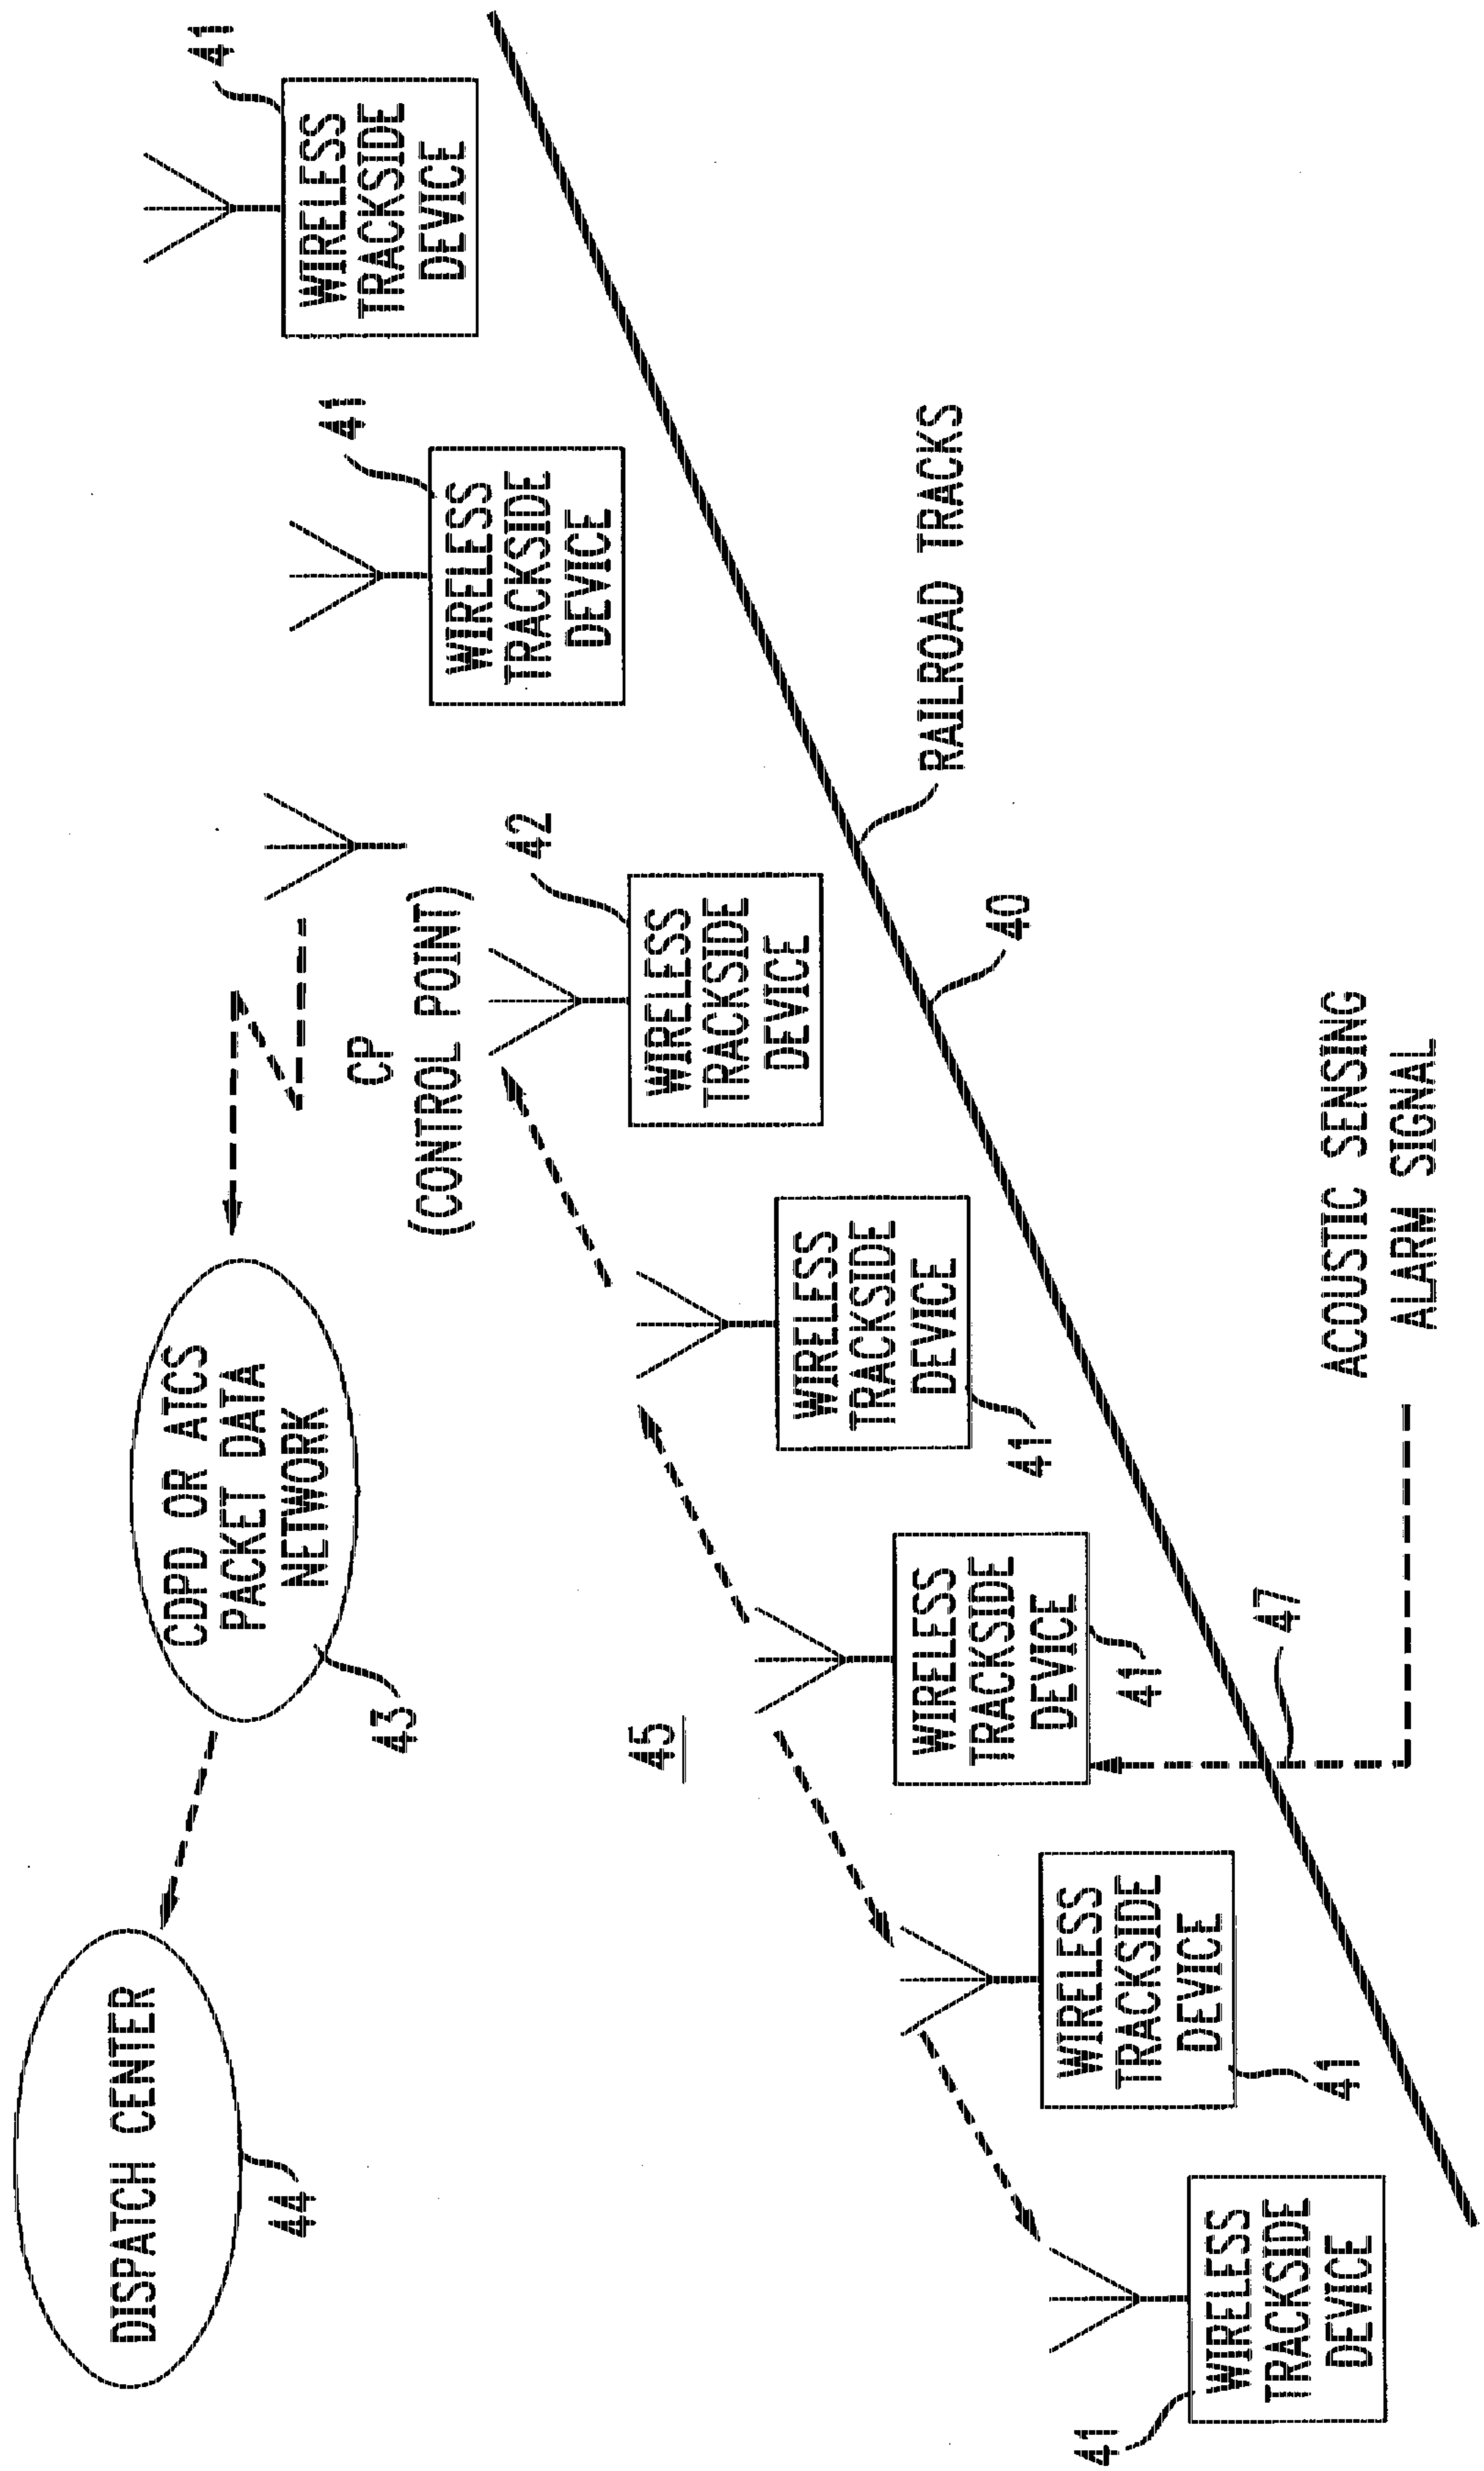 DISPATCH CENTER
44
CDPD OR ATCS
PACKET DATA
NETWORK
43
CP
(CONTROL POINT)
45
41
WIRELESS
TRACKSIDE
DEVICE
WIRELESS
TRACKSIDE
DEVICE
41
WIRELESS
TRACKSIDE
DEVICE
41
WIRELESS
TRACKSIDE
DEVICE
41
42
WIRELESS
TRACKSIDE
DEVICE
41
WIRELESS
TRACKSIDE
DEVICE
41
WIRELESS
TRACKSIDE
DEVICE
RAILROAD TRACKS
40
47
ACOUSTIC SENSING
ALARM SIGNAL